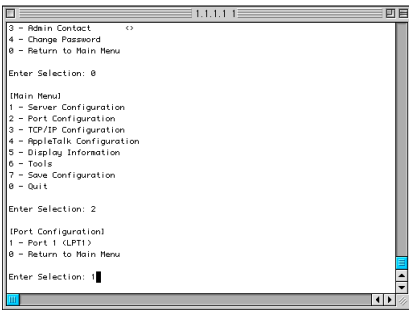 1.1.1.1 1
3 - Admin Contact <>
4 - Change Password
0 - Return to Main Menu
Enter Selection: 0
[Main Menu]
1 - Server Configuration
2 - Port Configuration
3 - TCP/IP Configuration
4 - AppleTalk Configuration
5 - Display Information
6 - Tools
7 - Save Configuration
0 - Quit
Enter Selection: 2
[Port Configuration]
1 - Port 1 (LPT1)
0 - Return to Main Menu
Enter Selection: 1